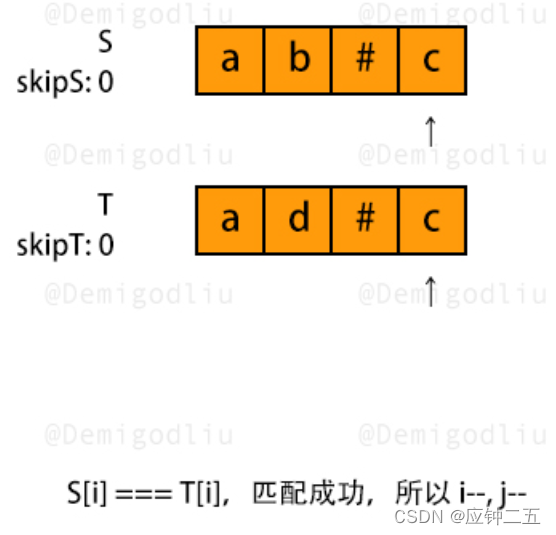 @Demigodliu @Demigodliu
S
a b # c
skipS: 0
↑
@Demigodliu @Demigodliu
T
a d # c
skipT: 0
↑
@Demigodliu @Demigodliu
@Demigodliu @Demigodliu
S[i] === T[i], 匹配成功, 所以 i--, j--
CSDN @应钟二五